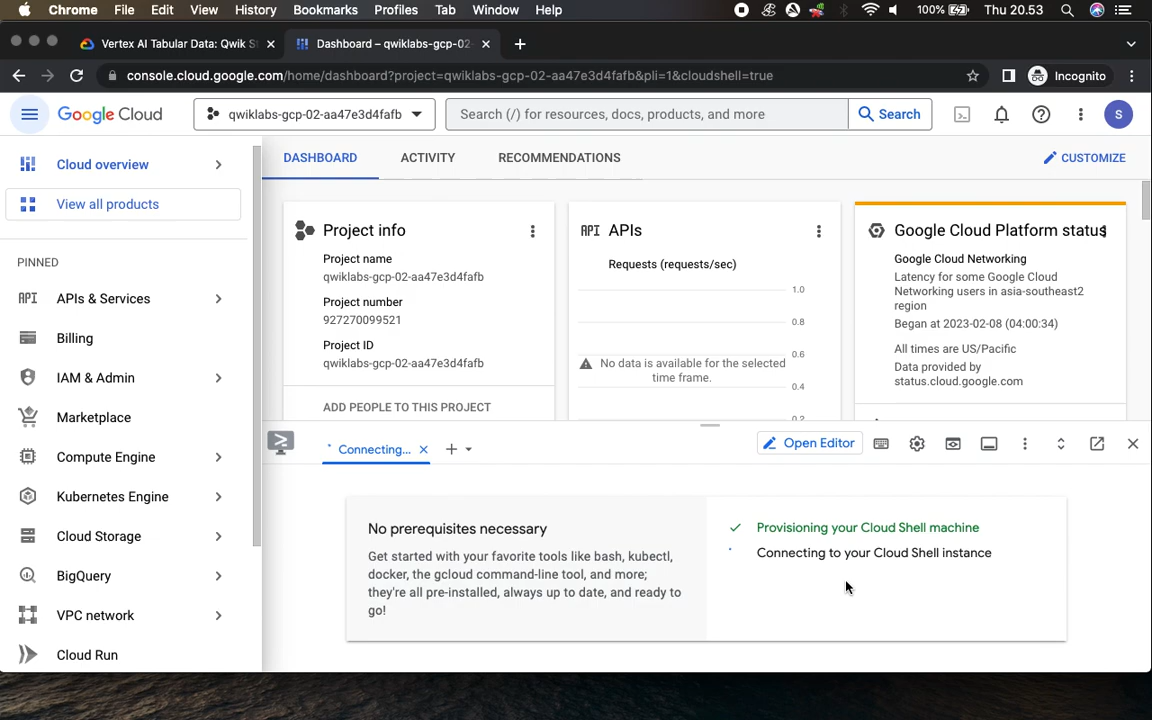 Chrome File Edit View History Bookmarks Profiles Tab Window Help 100% Thu 20.53
Vertex AI Tabular Data: Qwik S
Dashboard – qwiklabs-gcp-02-
console.cloud.google.com/home/dashboard?project=qwiklabs-gcp-02-aa47e3d4fafb&pli=1&cloudshell=true
Incognito
Google Cloud
qwiklabs-gcp-02-aa47e3d4fafb
Search (/) for resources, docs, products, and more
Search
S
Cloud overview
View all products
PINNED
API APIs & Services
Billing
IAM & Admin
Marketplace
Compute Engine
Kubernetes Engine
Cloud Storage
BigQuery
VPC network
Cloud Run
DASHBOARD ACTIVITY RECOMMENDATIONS
CUSTOMIZE
Project info
Project name
qwiklabs-gcp-02-aa47e3d4fafb
Project number
927270099521
Project ID
qwiklabs-gcp-02-aa47e3d4fafb
ADD PEOPLE TO THIS PROJECT
API APIs
Requests (requests/sec)
1.0
0.8
0.6
No data is available for the selected
time frame.
0.4
0.2
Google Cloud Platform status
Google Cloud Networking
Latency for some Google Cloud
Networking users in asia-southeast2
region
Began at 2023-02-08 (04:00:34)
All times are US/Pacific
Data provided by
status.cloud.google.com
Connecting...
Open Editor
No prerequisites necessary
Get started with your favorite tools like bash, kubectl,
docker, the gcloud command-line tool, and more;
they're all pre-installed, always up to date, and ready to
go!
Provisioning your Cloud Shell machine
Connecting to your Cloud Shell instance